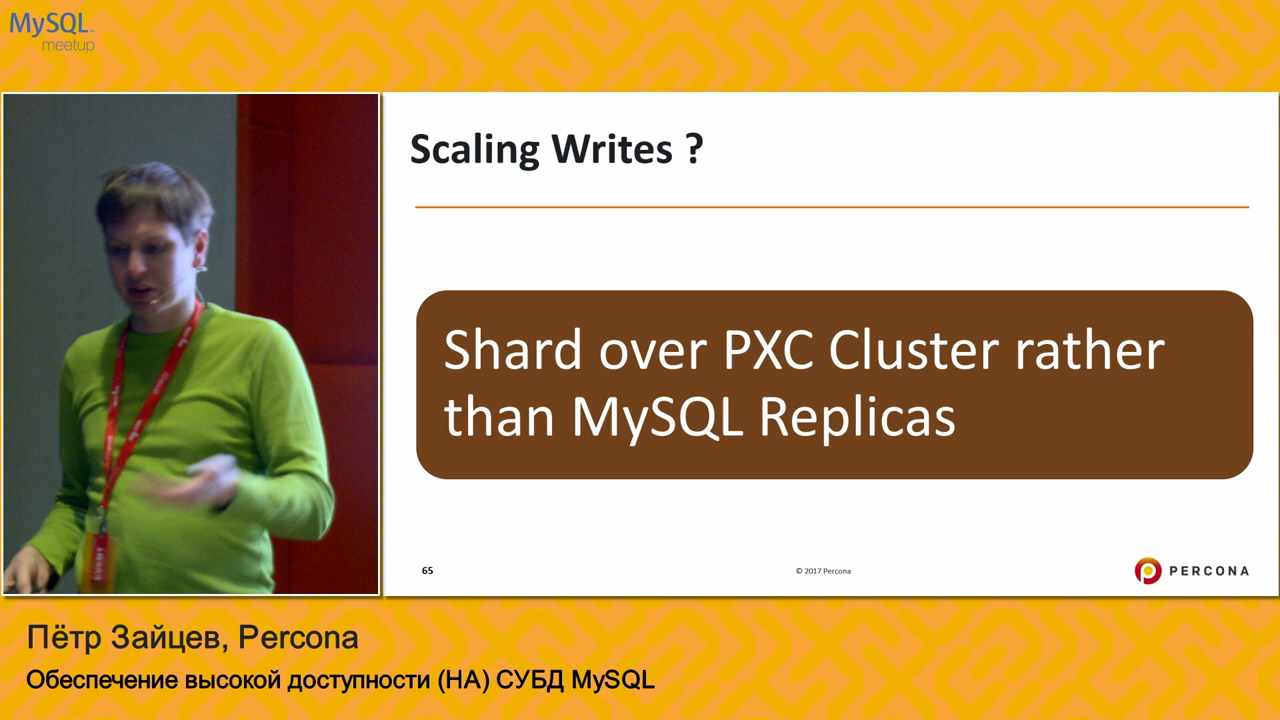 MySQL
meetup
Scaling Writes ?
Shard over PXC Cluster rather
than MySQL Replicas
65
© 2017 Percona
PERCONA
EVENT
Пётр Зайцев, Percona
Обеспечение высокой доступности (HA) СУБД MySQL